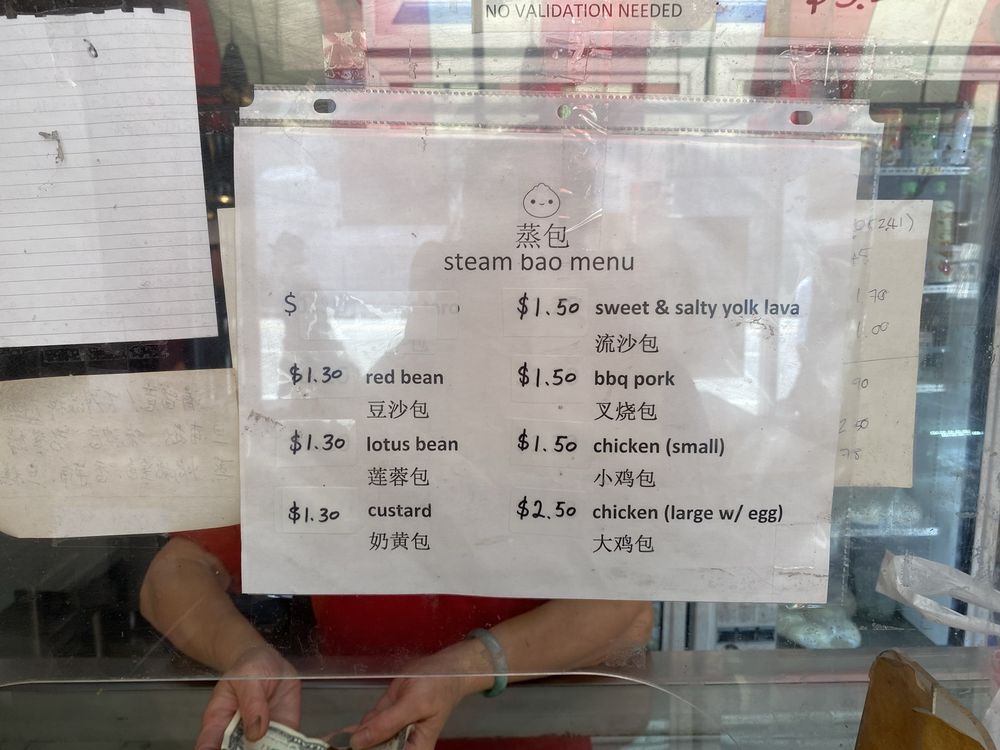 NO VALIDATION NEEDED
蒸包
steam bao menu
$
$1.30 red bean
豆沙包
$1.30 lotus bean
莲蓉包
$1.30 custard
奶黄包
$1.50 sweet & salty yolk lava
流沙包
$1.50 bbq pork
叉烧包
$1.50 chicken (small)
小鸡包
$2.50 chicken (large w/ egg)
大鸡包